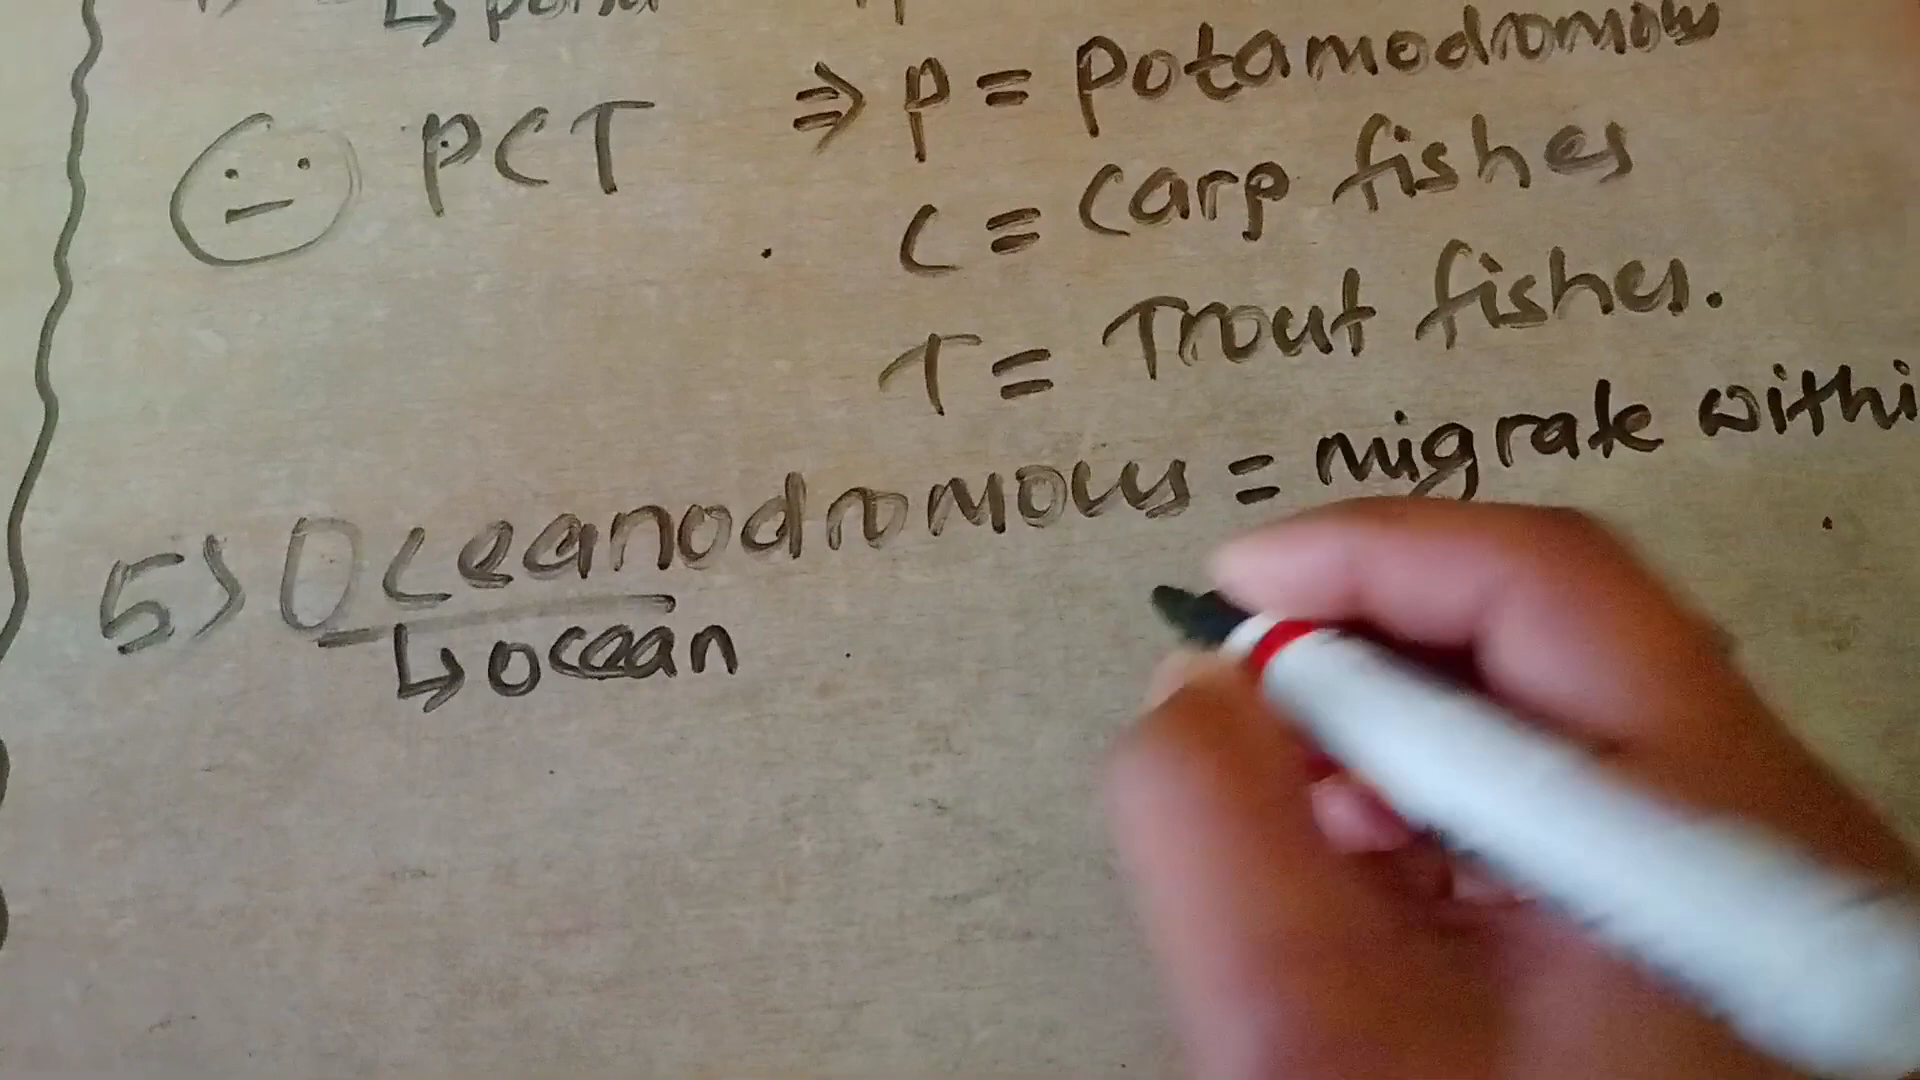 PCT ⇒ P = Potamodromous
C = Carp fishes
T = Trout fishes.
5) Oceanodromous = migrate withi
↳ ocean